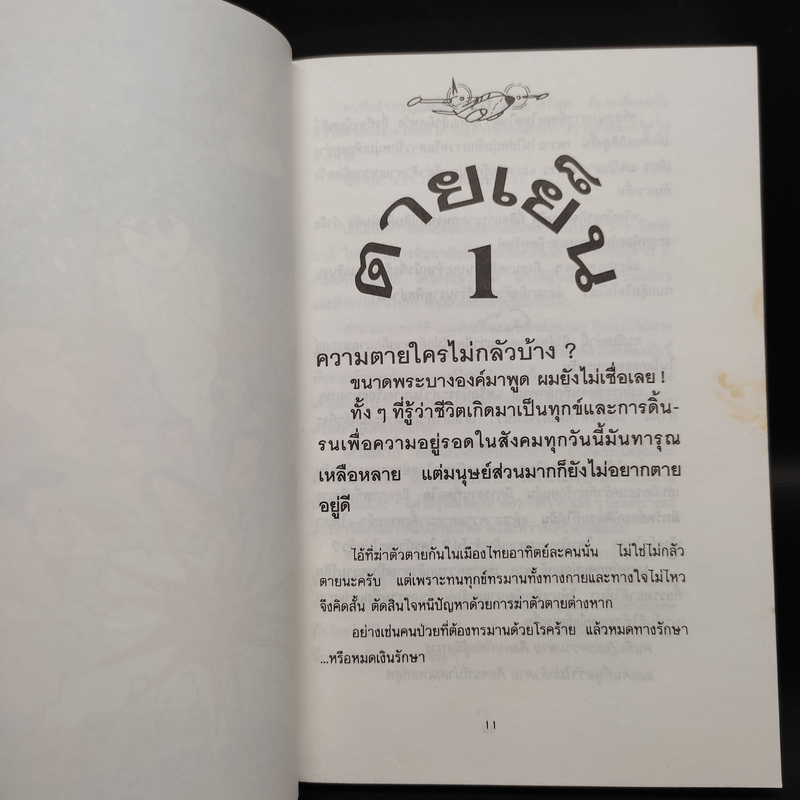 ตายเย็น
1
ความตายใครไม่กลัวบ้าง ?
ขนาดพระบางองค์มาพูด ผมยังไม่เชื่อเลย !
ทั้ง ๆ ที่รู้ว่าชีวิตเกิดมาเป็นทุกข์และการดิ้น-
รนเพื่อความอยู่รอดในสังคมทุกวันนี้มันทารุณ
เหลือหลาย แต่มนุษย์ส่วนมากก็ยังไม่อยากตาย
อยู่ดี
ไอ้ที่ฆ่าตัวตายกันในเมืองไทยอาทิตย์ละคนนั่น ไม่ใช่ไม่กลัว
ตายนะครับ แต่เพราะทนทุกข์ทรมานทั้งทางกายและทางใจไม่ไหว
จึงคิดสั้น ตัดสินใจหนีปัญหาด้วยการฆ่าตัวตายต่างหาก
อย่างเช่นคนป่วยที่ต้องทรมานด้วยโรคร้าย แล้วหมดทางรักษา
...หรือหมดเงินรักษา
11